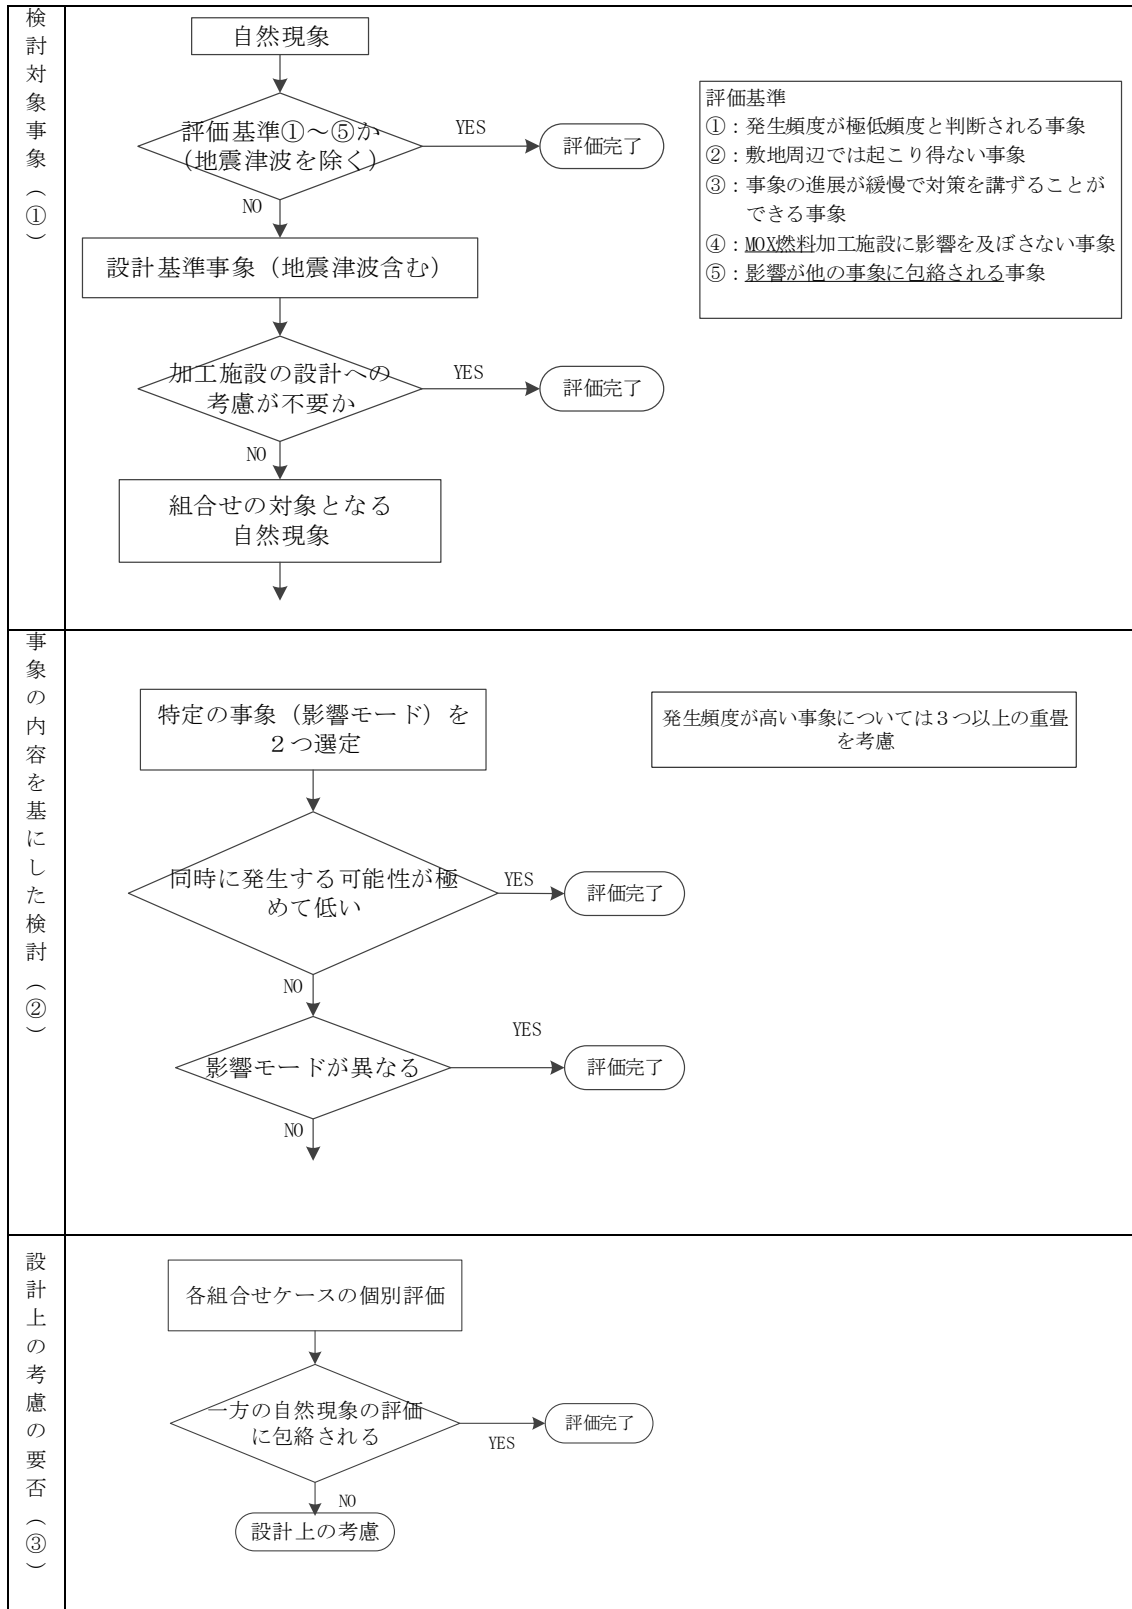 検討対象事象（①）
自然現象
評価基準①～⑤か
（地震津波を除く）
YES
評価完了
NO
設計基準事象（地震津波含む）
加工施設の設計への
考慮が不要か
YES
評価完了
NO
組合せの対象となる
自然現象
評価基準
①：発生頻度が極低頻度と判断される事象
②：敷地周辺では起こり得ない事象
③：事象の進展が緩慢で対策を講ずることが
できる事象
④：MOX燃料加工施設に影響を及ぼさない事象
⑤：影響が他の事象に包絡される事象
事象の内容を基にした検討（②）
特定の事象（影響モード）を
２つ選定
発生頻度が高い事象については３つ以上の重畳
を考慮
同時に発生する可能性が極
めて低い
YES
評価完了
NO
影響モードが異なる
YES
評価完了
NO
設計上の考慮の要否（③）
各組合せケースの個別評価
一方の自然現象の評価
に包絡される
YES
評価完了
NO
設計上の考慮